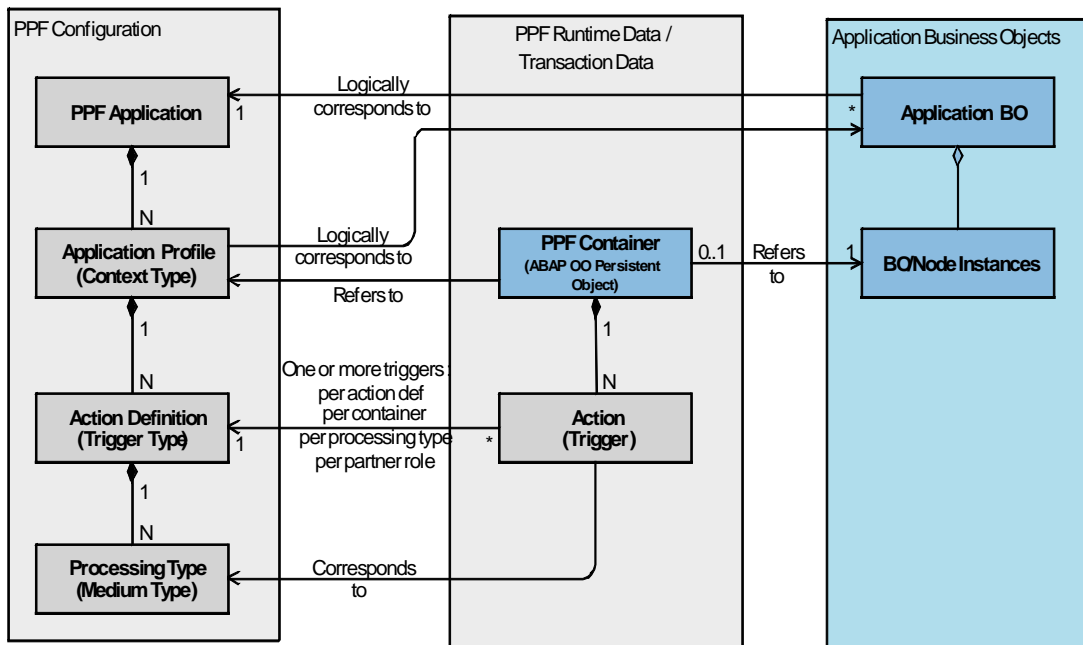 PPF Configuration
PPF Runtime Data /
Transaction Data
Application Business Objects
PPF Application
1
Logically
corresponds to
*
Application BO
1
N
Application Profile
(Context Type)
Logically
corresponds to
Refers to
PPF Container
(ABAP OO Persistent
Object)
0..1
Refers
to
1
BO/Node Instances
1
N
1
N
One or more triggers :
per action def
per container
per processing type
per partner role
Action Definition
(Trigger Type)
1
*
Action
(Trigger)
1
N
Processing Type
(Medium Type)
Corresponds
to